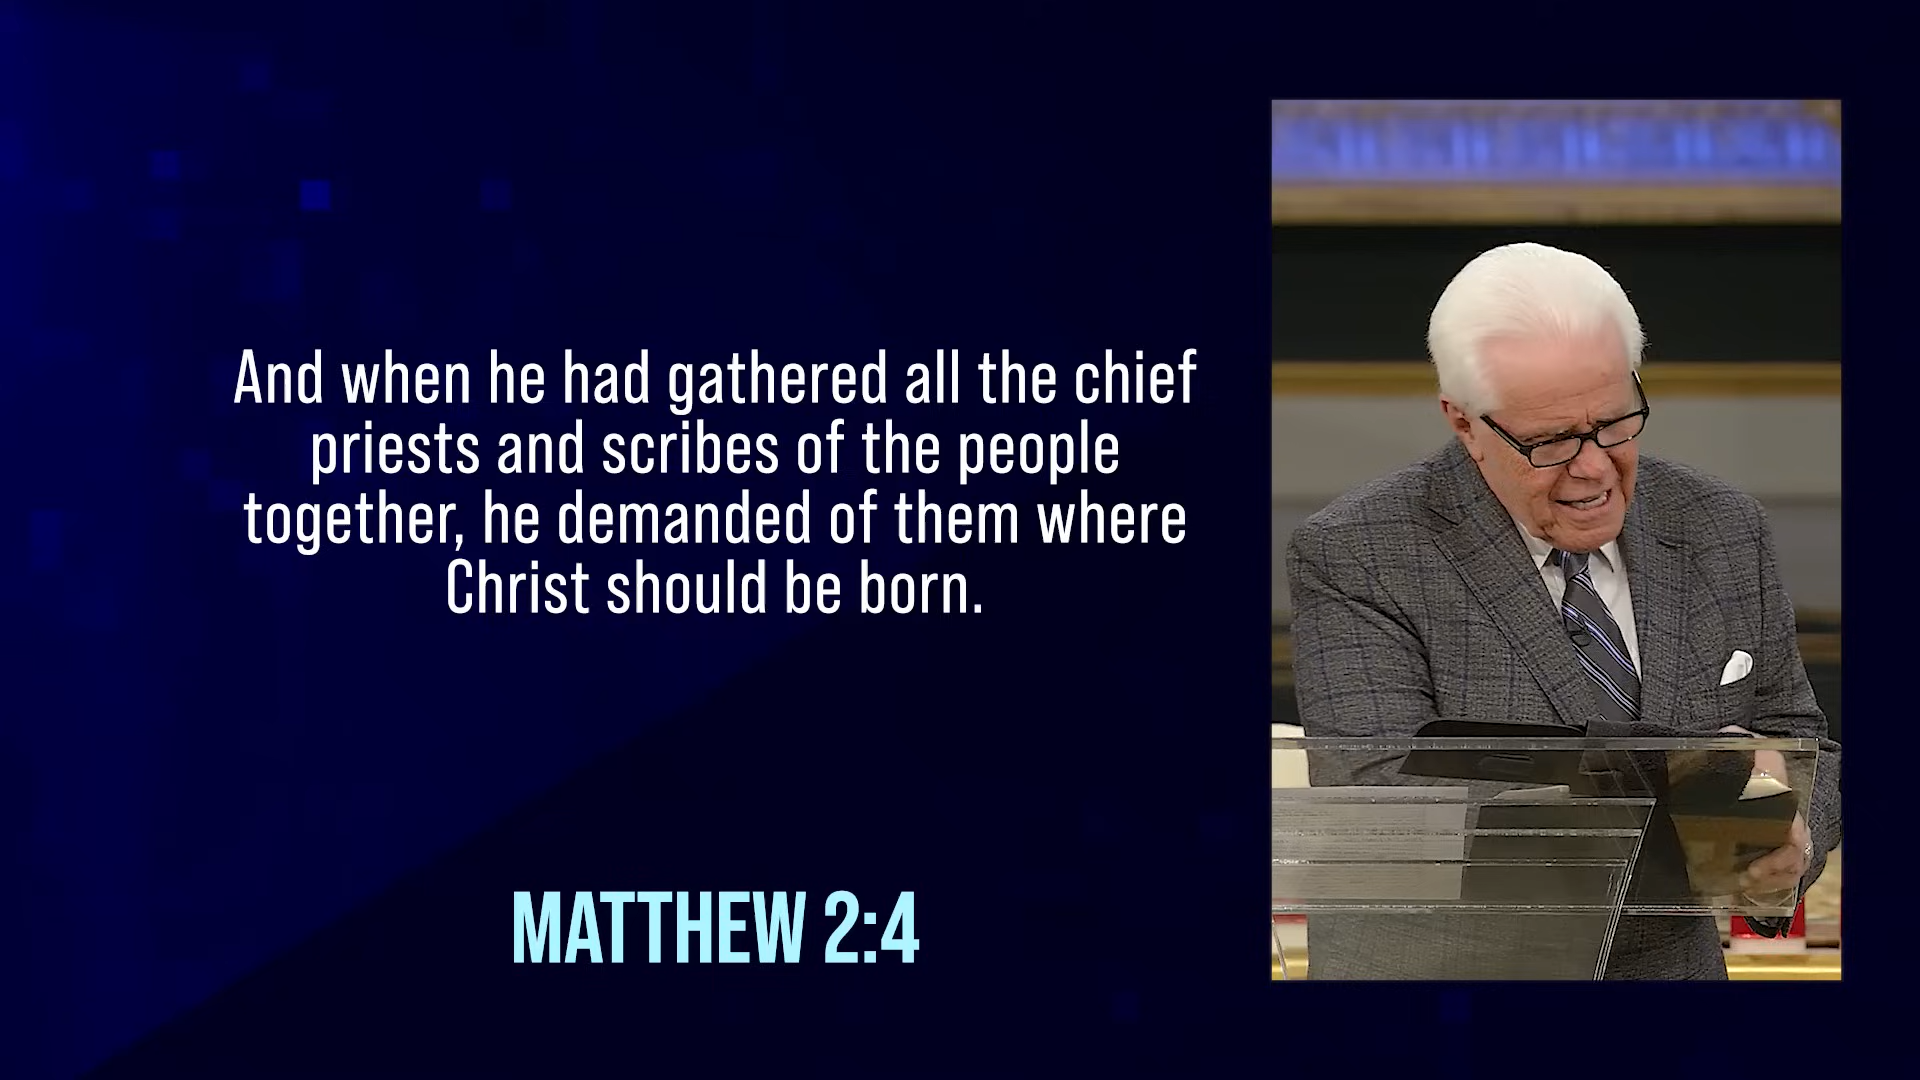 And when he had gathered all the chief
priests and scribes of the people
together, he demanded of them where
Christ should be born.
MATTHEW 2:4